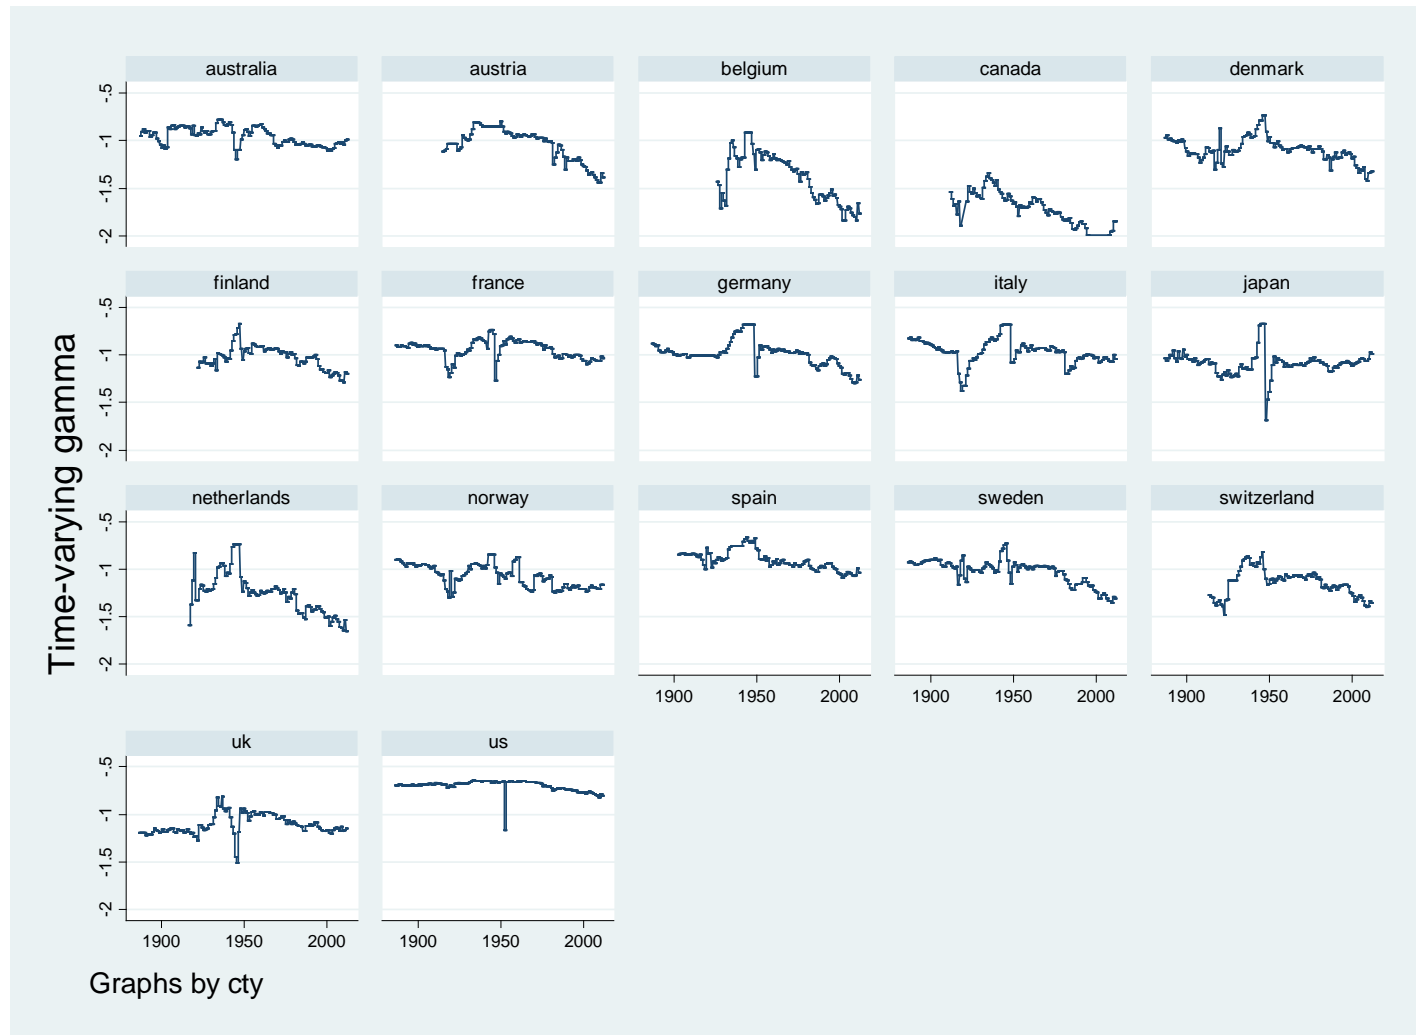 Time-varying gamma
australia austria belgium canada denmark
-.5
-1
-1.5
-2
finland france germany italy japan
-.5
-1
-1.5
-2
netherlands norway spain sweden switzerland
-.5
-1
-1.5
-2
1900 1950 2000 1900 1950 2000 1900 1950 2000
uk us
-.5
-1
-1.5
-2
1900 1950 2000 1900 1950 2000
Graphs by cty